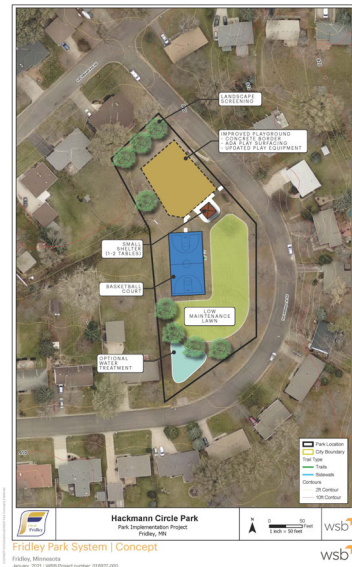 LANDSCAPE
SCREENING
IMPROVED PLAYGROUND
- CONCRETE BORDER
- ADA PLAY SURFACING
- UPDATED PLAY EQUIPMENT
SMALL
SHELTER
(1-2 TABLES)
BASKETBALL
COURT
LOW
MAINTENANCE
LAWN
OPTIONAL
WATER
TREATMENT
Park Location
City Boundary
Trail Type
Trails
Sidewalk
Contours
2ft Contour
10ft Contour
Fridley
Hackmann Circle Park
Park Implementation Project
Fridley, MN
N
0 50
Feet
1 inch = 50 feet
wsb
Fridley Park System | Concept
Fridley, Minnesota
wsb